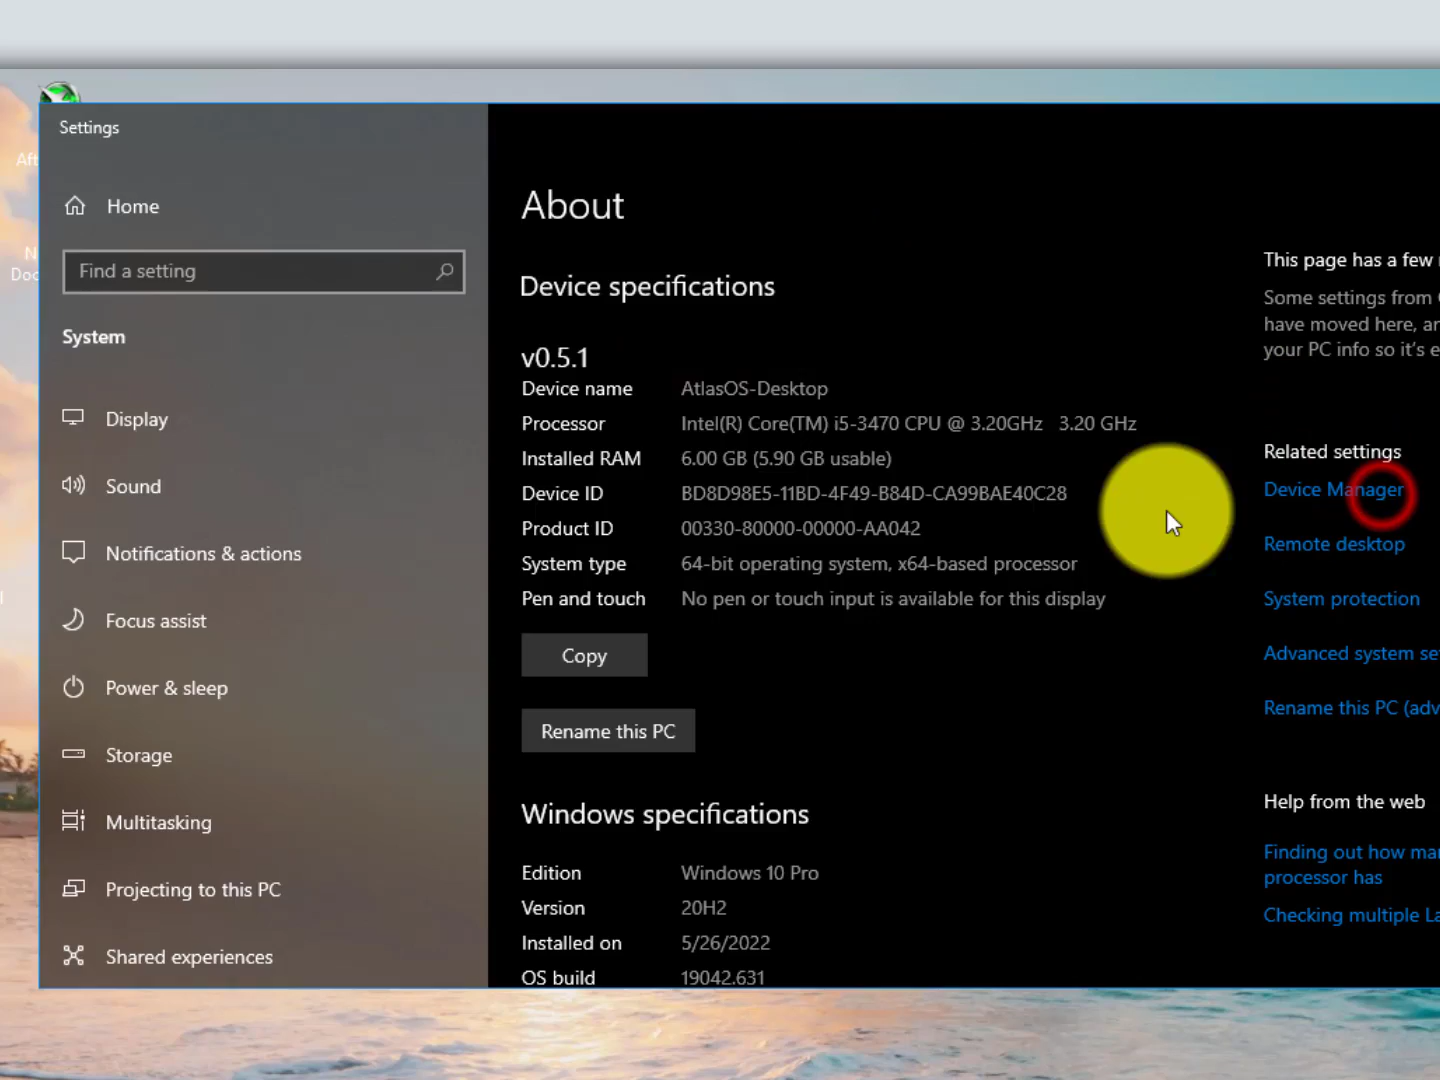 Settings
Aft
N
Doc
Home
Find a setting
System
Display
Sound
Notifications & actions
Focus assist
Power & sleep
Storage
Multitasking
Projecting to this PC
Shared experiences
About
Device specifications
v0.5.1
Device name AtlasOS-Desktop
Processor Intel(R) Core(TM) i5-3470 CPU @ 3.20GHz 3.20 GHz
Installed RAM 6.00 GB (5.90 GB usable)
Device ID BD8D98E5-11BD-4F49-B84D-CA99BAE40C28
Product ID 00330-80000-00000-AA042
System type 64-bit operating system, x64-based processor
Pen and touch No pen or touch input is available for this display
Copy
Rename this PC
Windows specifications
Edition Windows 10 Pro
Version 20H2
Installed on 5/26/2022
OS build 19042.631
This page has a few
Some settings from
have moved here, an
your PC info so it's e
Related settings
Device Manager
Remote desktop
System protection
Advanced system se
Rename this PC (adv
Help from the web
Finding out how ma
processor has
Checking multiple La